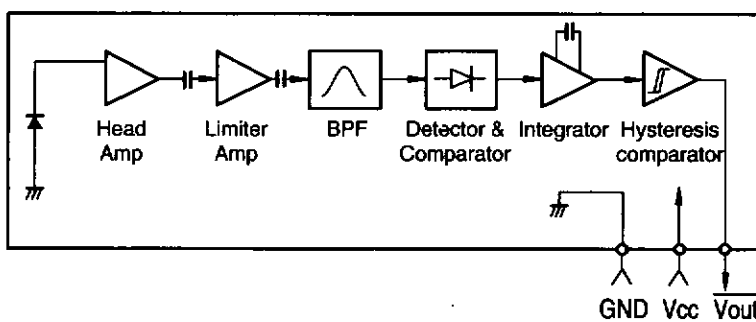 Head
Amp
Limiter
Amp
BPF
Detector &
Comparator
Integrator
Hysteresis
comparator
GND
Vcc
Vout